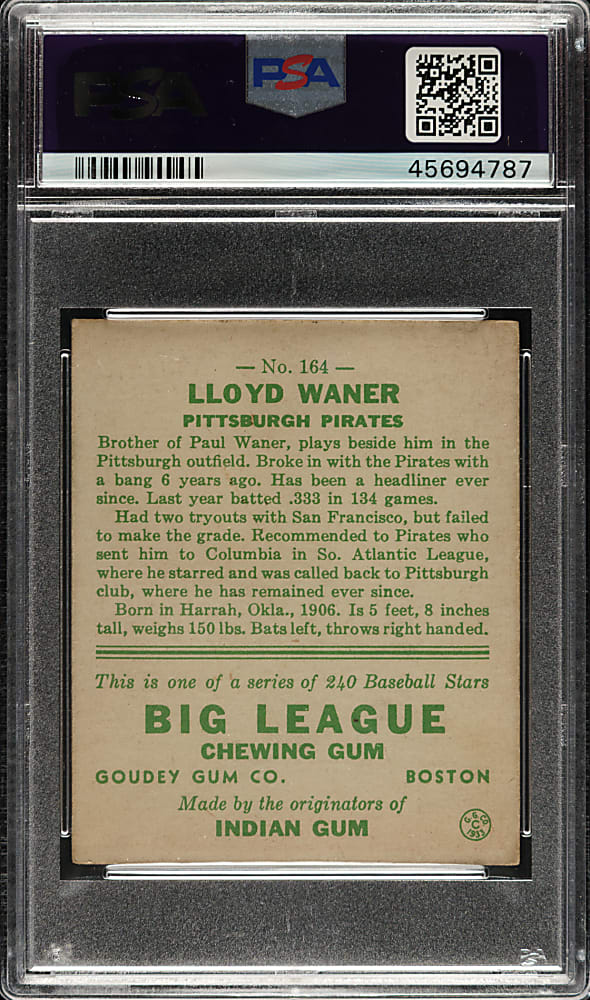 PSA
PSA
45694787
— No. 164 —
LLOYD WANER
PITTSBURGH PIRATES
Brother of Paul Waner, plays beside him in the
Pittsburgh outfield. Broke in with the Pirates with
a bang 6 years ago. Has been a headliner ever
since. Last year batted .333 in 134 games.
Had two tryouts with San Francisco, but failed
to make the grade. Recommended to Pirates who
sent him to Columbia in So. Atlantic League,
where he starred and was called back to Pittsburgh
club, where he has remained ever since.
Born in Harrah, Okla., 1906. Is 5 feet, 8 inches
tall, weighs 150 lbs. Bats left, throws right handed.
This is one of a series of 240 Baseball Stars
BIG LEAGUE
CHEWING GUM
GOUDEY GUM CO. BOSTON
Made by the originators of
INDIAN GUM
G. G. CO.
C
1933